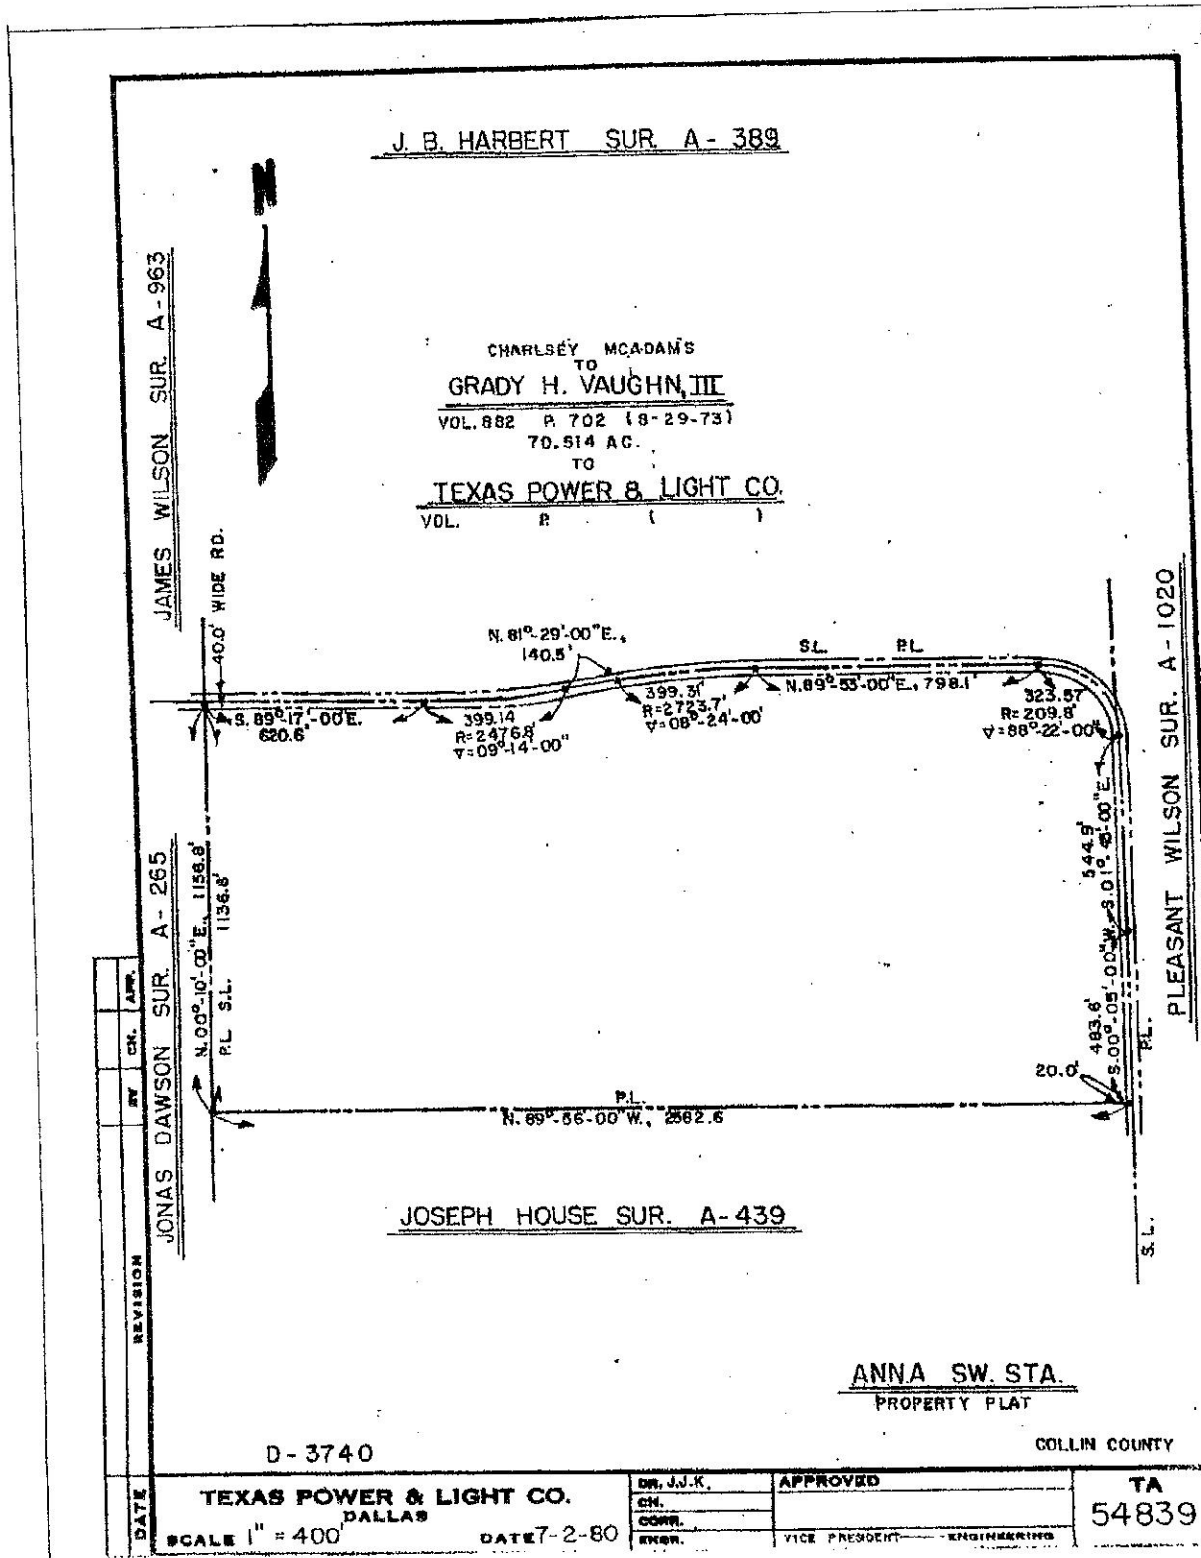 J. B. HARBERT SUR. A-389
N
JAMES WILSON SUR. A-963
CHARLSEY MCADAMS
TO
GRADY H. VAUGHN, III
VOL. 882 P. 702 (8-29-73)
70.514 AC.
TO
TEXAS POWER & LIGHT CO.
VOL. P. ( )
40.0' WIDE RD.
N. 81°-29'-00" E.,
140.5'
S.L. P.L.
S. 89°-17'-00 E.
620.6'
399.14
R=2476.8'
∇=09°-14'-00"
399.31'
R=2723.7'
∇=08°-24'-00'
N. 89°-53'-00" E., 798.1'
323.57'
R=209.8'
∇=88°-22'-00"
PLEASANT WILSON SUR. A-1020
JONAS DAWSON SUR. A-265
N. 00°-10'-00" E., 1156.8'
P.L. S.L. 1136.8'
544.9'
483.6'
S. 00°-05'-00" W.
20.0'
P.L.
P.L.
N. 89°-56'-00" W., 2582.6
JOSEPH HOUSE SUR. A-439
S.L.
ANNA SW. STA.
PROPERTY PLAT
COLLIN COUNTY
D-3740
DATE
REVISION
BY
CH.
APP.
TEXAS POWER & LIGHT CO.
DALLAS
SCALE 1" = 400'
DATE 7-2-80
DR. J.J.K.
CH.
CORR.
ENGR.
APPROVED
VICE PRESIDENT ENGINEERING
TA
54839